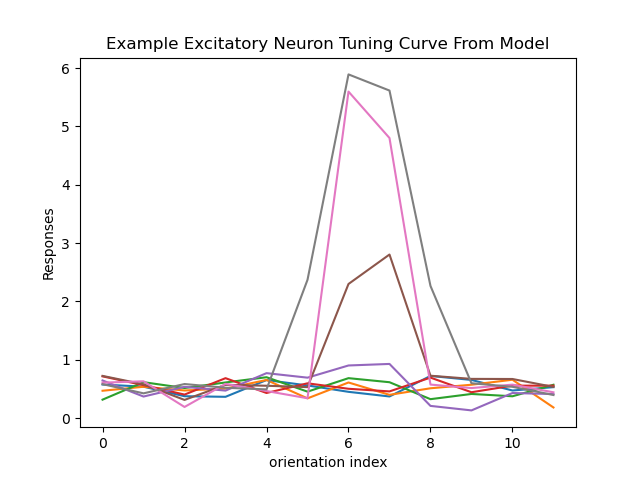 Example Excitatory Neuron Tuning Curve From Model
6
5
4
3
2
1
0
Responses
0 2 4 6 8 10
orientation index